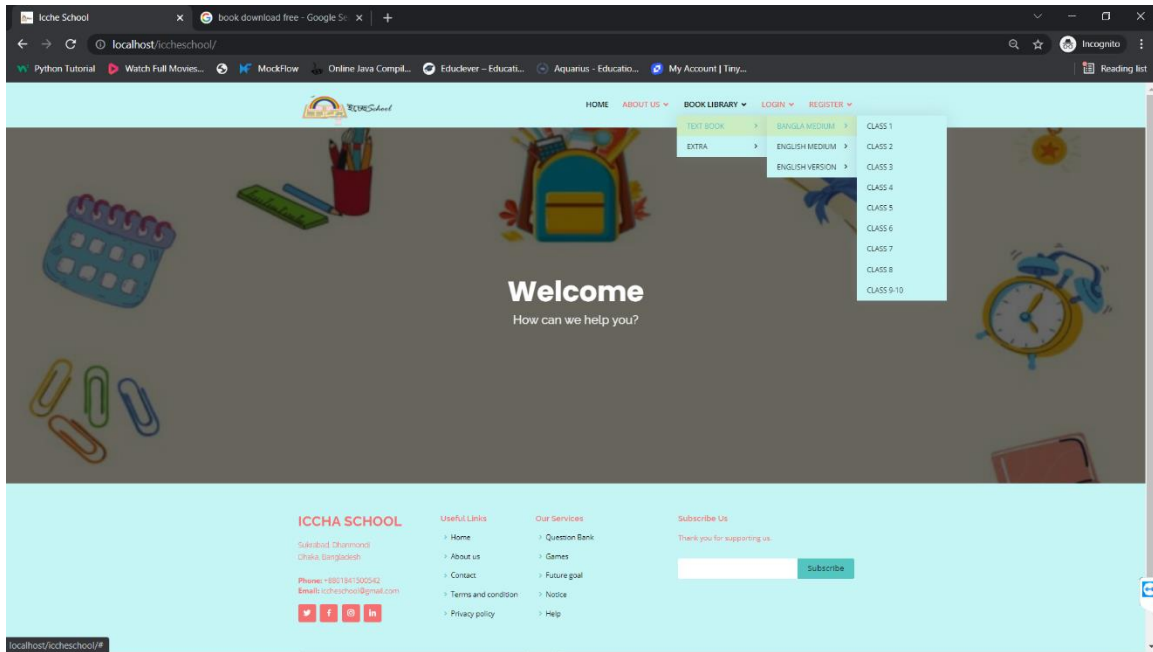 Icche School
book download free - Google Se
localhost/iccheschool/
Incognito
Python Tutorial
Watch Full Movies...
MockFlow
Online Java Compil...
Educlever – Educati...
Aquarius - Educatio...
My Account | Tiny...
Reading list
School
HOME ABOUT US BOOK LIBRARY LOGIN REGISTER
TEXT BOOK
EXTRA
BANGLA MEDIUM
ENGLISH MEDIUM
ENGLISH VERSION
CLASS 1
CLASS 2
CLASS 3
CLASS 4
CLASS 5
CLASS 6
CLASS 7
CLASS 8
CLASS 9-10
Welcome
How can we help you?
ICCHA SCHOOL
Dhaka, Bangladesh
Phone: +8801841500542
Email: iccheschool@gmail.com
Useful Links
Home
About us
Contact
Terms and condition
Privacy policy
Our Services
Question Bank
Games
Future goal
Notice
Help
Subscribe Us
Thank you for supporting us.
Subscribe
localhost/iccheschool/#